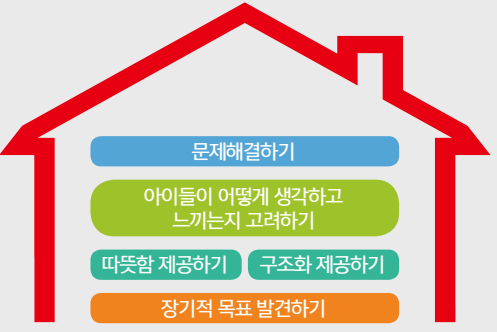 문제해결하기
아이들이 어떻게 생각하고
느끼는지 고려하기
따뜻함 제공하기
구조화 제공하기
장기적 목표 발견하기